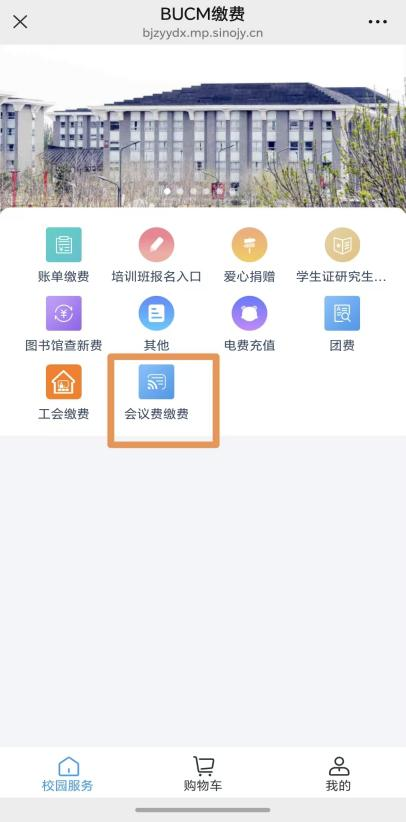 BUCM缴费
bjzyydx.mp.sinojy.cn
账单缴费
培训班报名入口
爱心捐赠
学生证研究生...
图书馆查新费
其他
电费充值
团费
工会缴费
会议费缴费
校园服务
购物车
我的